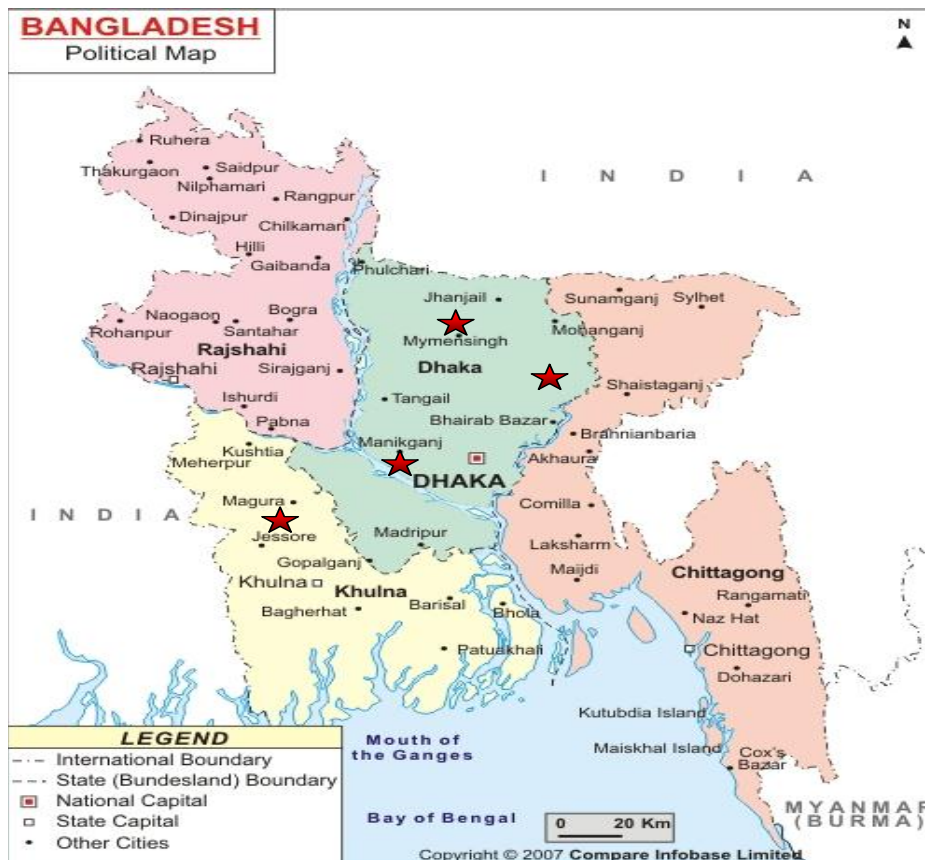 BANGLADESH
Political Map
N
Ruhera
Thakurgaon
Saidpur
Nilphamari
Rangpur
I N D I A
Dinajpur
Chilkamari
Hilli
Gaibanda
Phulchari
Jhanjail
Sunamganj
Sylhet
Naogaon
Bogra
Rohanpur
Santahar
Mymensingh
Mohanganj
Rajshahi
Rajshahi
Sirajganj
Dhaka
Shaistaganj
Ishurdi
Tangail
Pabna
Bhairab Bazar
Kushtia
Manikganj
Brahnianbaria
Meherpur
Akhaura
DHAKA
Magura
Comilla
I N D I A
Jessore
Madripur
Laksharm
Gopalganj
Maijdi
Chittagong
Khulna
Khulna
Rangamati
Bagherhat
Barisal
Bhola
Naz Hat
Patuakhali
Chittagong
Dohazari
Kutubdia Island
LEGEND
International Boundary
State (Bundesland) Boundary
National Capital
State Capital
Other Cities
Mouth of
the Ganges
Maiskhal Island
Cox's
Bazar
Bay of Bengal
0 20 Km
MYANMAR
(BURMA)
Copyright © 2007 Compare Infobase Limited